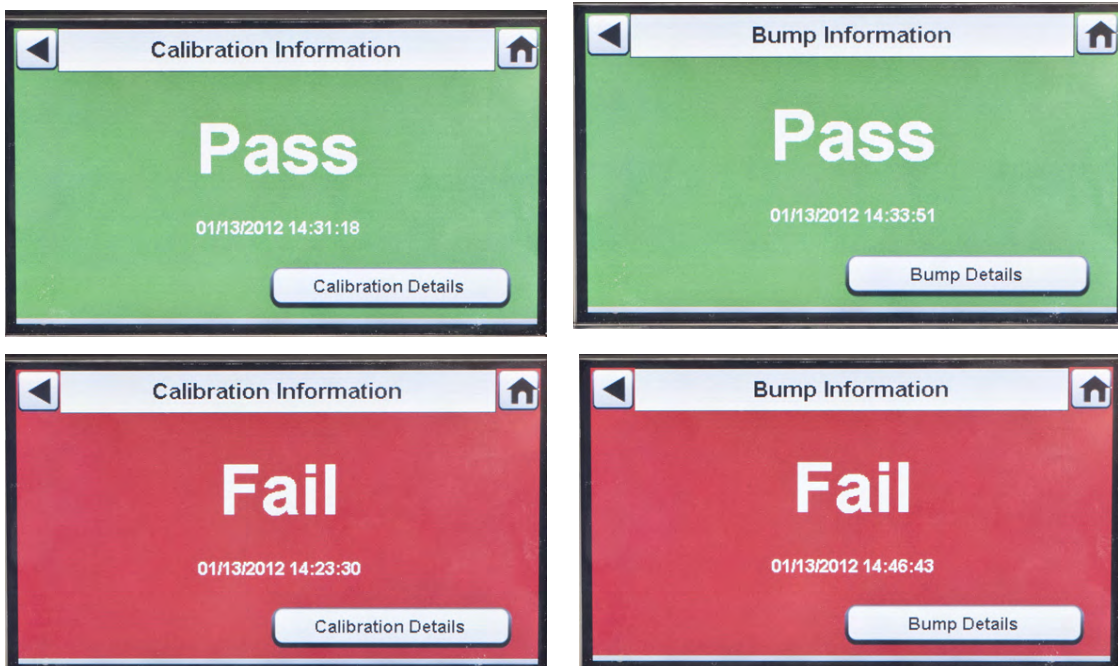 Calibration Information
Pass
01/13/2012 14:31:18
Calibration Details
Bump Information
Pass
01/13/2012 14:33:51
Bump Details
Calibration Information
Fail
01/13/2012 14:23:30
Calibration Details
Bump Information
Fail
01/13/2012 14:46:43
Bump Details